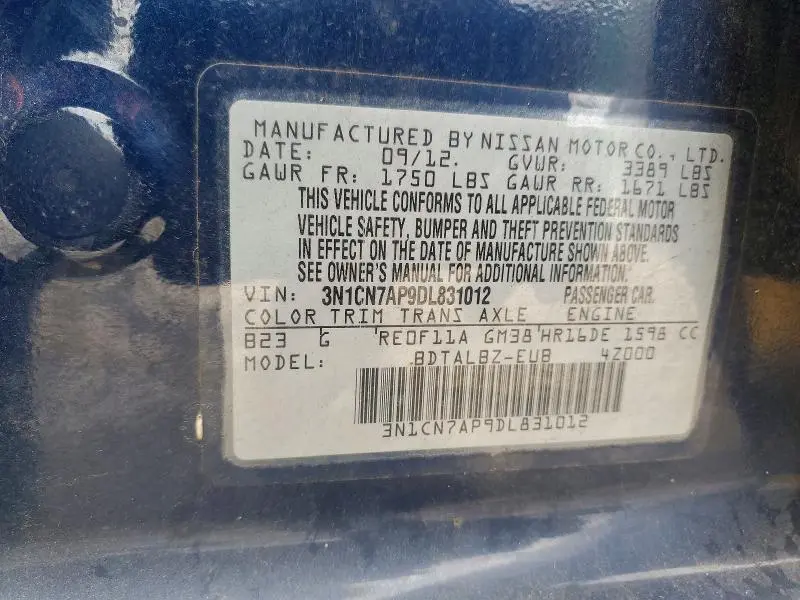 MANUFACTURED BY NISSAN MOTOR CO., LTD.
DATE: 09/12. GVWR: 3389 LBS
GAWR FR: 1750 LBS GAWR RR: 1671 LBS
THIS VEHICLE CONFORMS TO ALL APPLICABLE FEDERAL MOTOR
VEHICLE SAFETY, BUMPER AND THEFT PREVENTION STANDARDS
IN EFFECT ON THE DATE OF MANUFACTURE SHOWN ABOVE.
SEE OWNER'S MANUAL FOR ADDITIONAL INFORMATION.
VIN: 3N1CN7AP9DL831012 PASSENGER CAR.
COLOR TRIM TRANS AXLE ENGINE
B23 G RE0F11A GM38 HR16DE 1598 CC
MODEL: BDTALBZ-EUB 4Z000
3N1CN7AP9DL831012